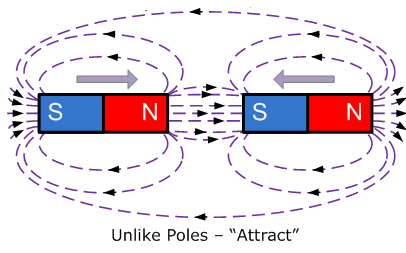 S N S N
Unlike Poles – “Attract”